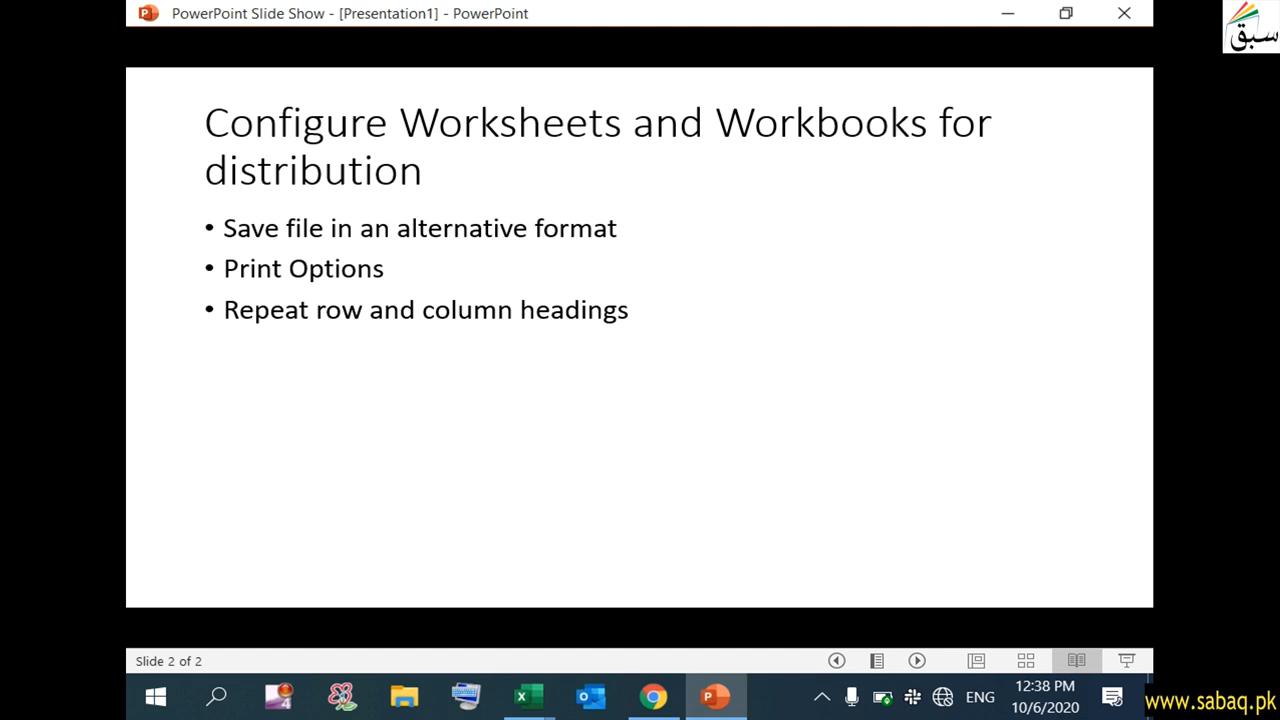 PowerPoint Slide Show - [Presentation1] - PowerPoint
سبق
Configure Worksheets and Workbooks for
distribution
• Save file in an alternative format
• Print Options
• Repeat row and column headings
Slide 2 of 2
ENG
12:38 PM
10/6/2020
www.sabaq.pk